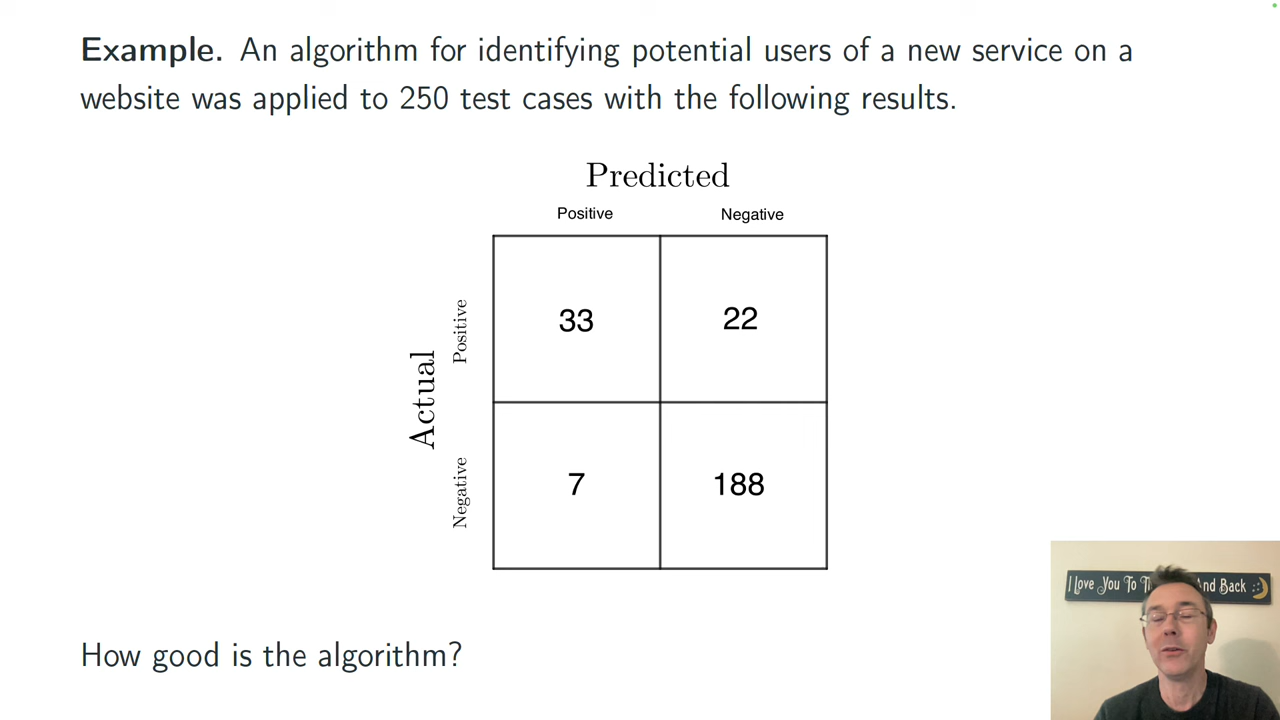 Example. An algorithm for identifying potential users of a new service on a
website was applied to 250 test cases with the following results.
Predicted
Positive Negative
Actual
Positive
33 22
Negative
7 188
How good is the algorithm?
I Love You To And Back